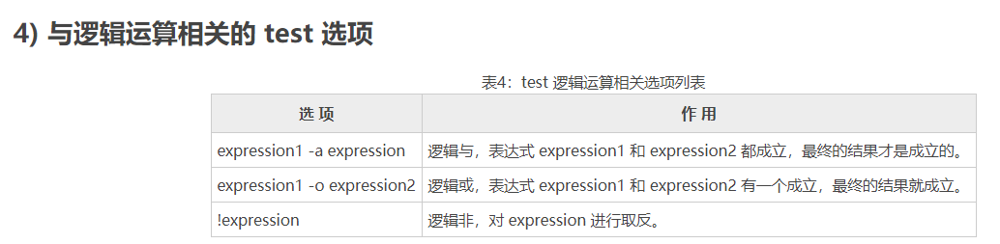 4) 与逻辑运算相关的 test 选项
表4：test 逻辑运算相关选项列表
选 项 作 用
expression1 -a expression 逻辑与，表达式 expression1 和 expression2 都成立，最终的结果才是成立的。
expression1 -o expression2 逻辑或，表达式 expression1 和 expression2 有一个成立，最终的结果就成立。
!expression 逻辑非，对 expression 进行取反。